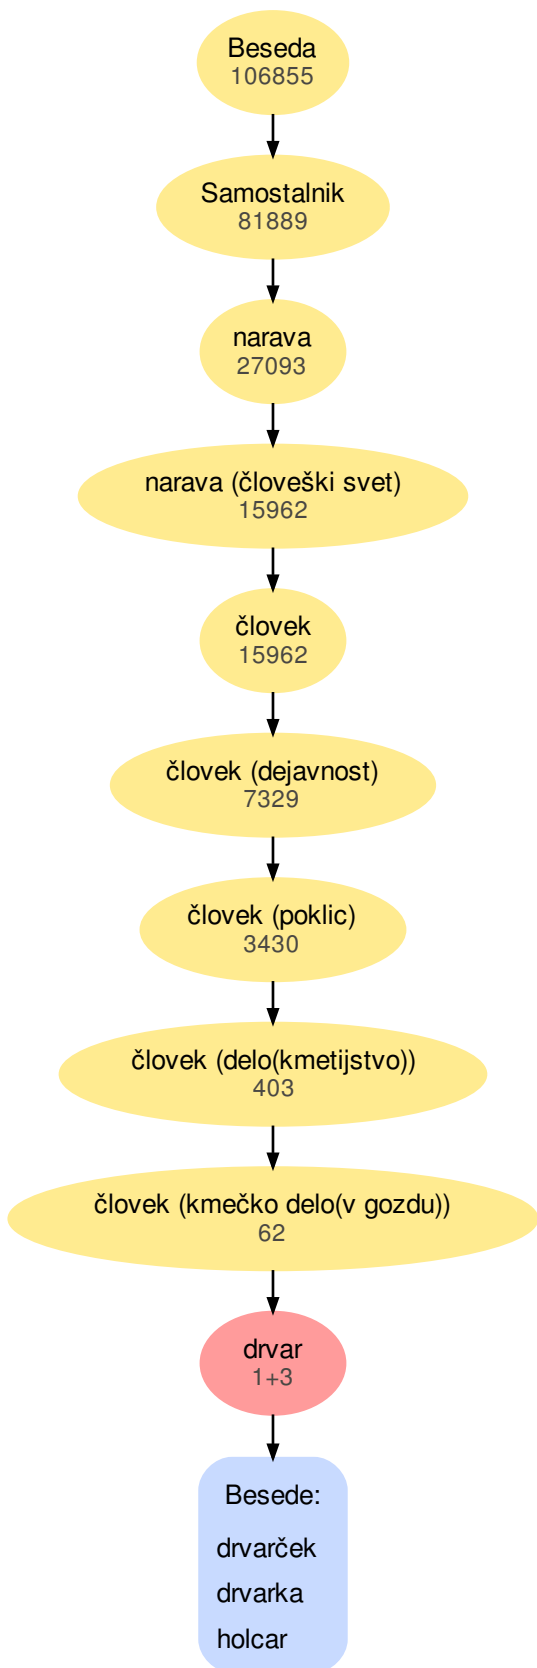 Beseda
106855
Samostalnik
81889
narava
27093
narava (človeški svet)
15962
človek
15962
človek (dejavnost)
7329
človek (poklic)
3430
človek (delo(kmetijstvo))
403
človek (kmečko delo(v gozdu))
62
drvar
1+3
Besede:
drvarček
drvarka
holcar